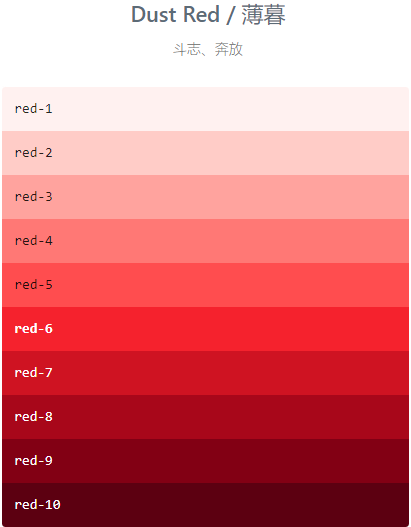 Dust Red / 薄暮
斗志、奔放
red-1
red-2
red-3
red-4
red-5
red-6
red-7
red-8
red-9
red-10